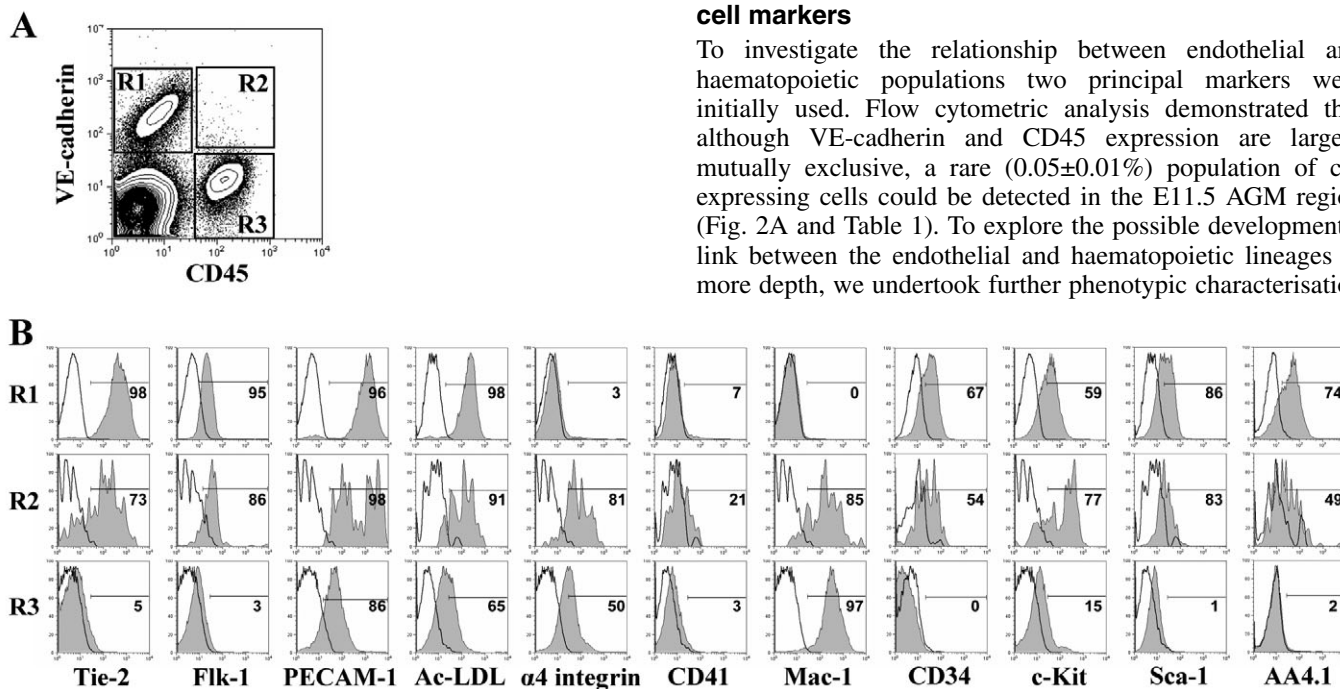 A
VE-cadherin
R1
R2
R3
CD45
cell markers
To investigate the relationship between endothelial an
haematopoietic populations two principal markers we
initially used. Flow cytometric analysis demonstrated th
although VE-cadherin and CD45 expression are large
mutually exclusive, a rare (0.05±0.01%) population of c
expressing cells could be detected in the E11.5 AGM regio
(Fig. 2A and Table 1). To explore the possible development
link between the endothelial and haematopoietic lineages
more depth, we undertook further phenotypic characterisatio
B
R1 98 95 96 98 3 7 0 67 59 86 74
R2 73 86 98 91 81 21 85 54 77 83 49
R3 5 3 86 65 50 3 97 0 15 1 2
Tie-2 Flk-1 PECAM-1 Ac-LDL α4 integrin CD41 Mac-1 CD34 c-Kit Sca-1 AA4.1